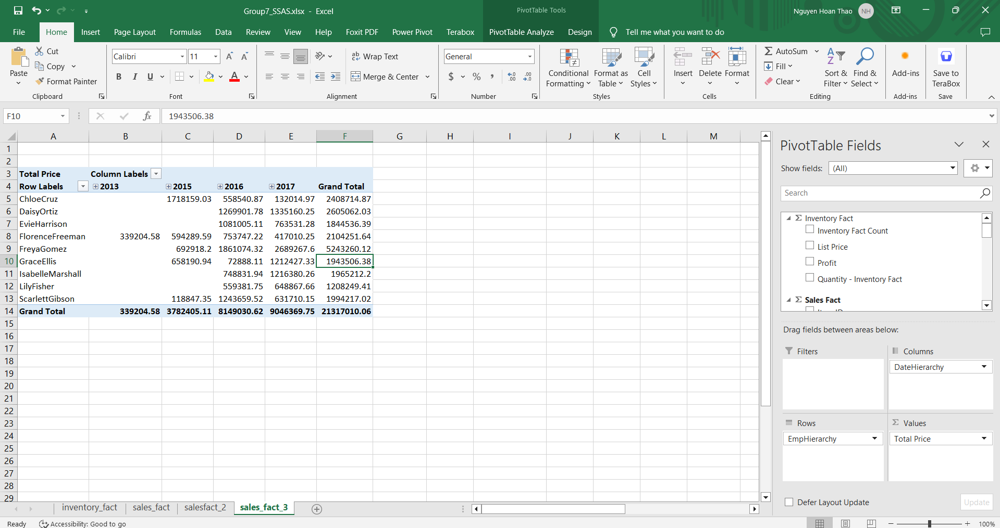 Group7_SSAS.xlsx - Excel
PivotTable Tools
Nguyen Hoan Thao NH
File Home Insert Page Layout Formulas Data Review View Help Foxit PDF Power Pivot Terabox PivotTable Analyze Design Tell me what you want to do
Paste
Cut
Copy
Format Painter
Clipboard
Calibri 11
B I U
Font
Wrap Text
Merge & Center
Alignment
General
$ % ,
Number
Conditional Formatting
Format as Table
Cell Styles
Styles
Insert Delete Format
Cells
AutoSum
Fill
Clear
Sort & Filter
Find & Select
Editing
Add-ins
Add-ins
Save to TeraBox
Save
F10 fx 1943506.38
A B C D E F G H I J K L M
1
2
3 Total Price Column Labels
4 Row Labels 2013 2015 2016 2017 Grand Total
5 ChloeCruz 1718159.03 558540.87 132014.97 2408714.87
6 DaisyOrtiz 1269901.78 1335160.25 2605062.03
7 EvieHarrison 1081005.11 763531.28 1844536.39
8 FlorenceFreeman 339204.58 594289.59 753747.22 417010.25 2104251.64
9 FreyaGomez 692918.2 1861074.32 2689267.6 5243260.12
10 GraceEllis 658190.94 72888.11 1212427.33 1943506.38
11 IsabelleMarshall 748831.94 1216380.26 1965212.2
12 LilyFisher 559381.75 648867.66 1208249.41
13 ScarlettGibson 118847.35 1243659.52 631710.15 1994217.02
14 Grand Total 339204.58 3782405.11 8149030.62 9046369.75 21317010.06
15
16
17
18
19
20
21
22
23
24
25
26
27
28
29
PivotTable Fields
Show fields: (All)
Search
Σ Inventory Fact
Inventory Fact Count
List Price
Profit
Quantity - Inventory Fact
Σ Sales Fact
Drag fields between areas below:
Filters
Columns
DateHierarchy
Rows
EmpHierarchy
Σ Values
Total Price
Defer Layout Update
Update
inventory_fact sales_fact salesfact_2 sales_fact_3
Ready Accessibility: Good to go
100%